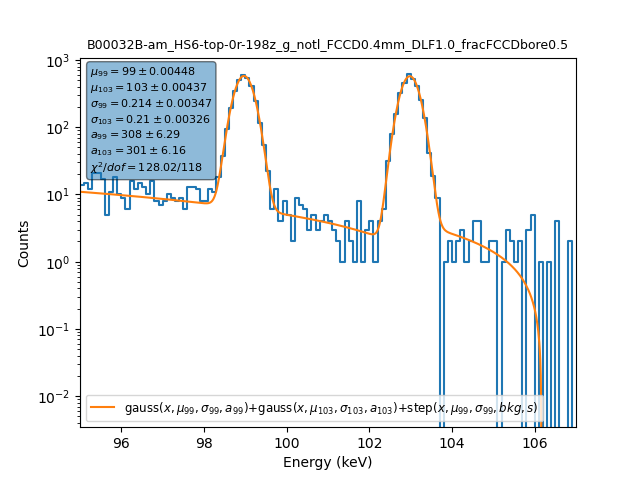 B00032B-am_HS6-top-0r-198z_g_notl_FCCD0.4mm_DLF1.0_fracFCCDbore0.5
μ₉₉ = 99 ± 0.00448
μ₁₀₃ = 103 ± 0.00437
σ₉₉ = 0.214 ± 0.00347
σ₁₀₃ = 0.21 ± 0.00326
a₉₉ = 308 ± 6.29
a₁₀₃ = 301 ± 6.16
χ²/dof = 128.02/118
10³
10²
10¹
10⁰
10⁻¹
10⁻²
Counts
gauss(x, μ₉₉, σ₉₉, a₉₉)+gauss(x, μ₁₀₃, σ₁₀₃, a₁₀₃)+step(x, μ₉₉, σ₉₉, bkg, s)
96 98 100 102 104 106
Energy (keV)